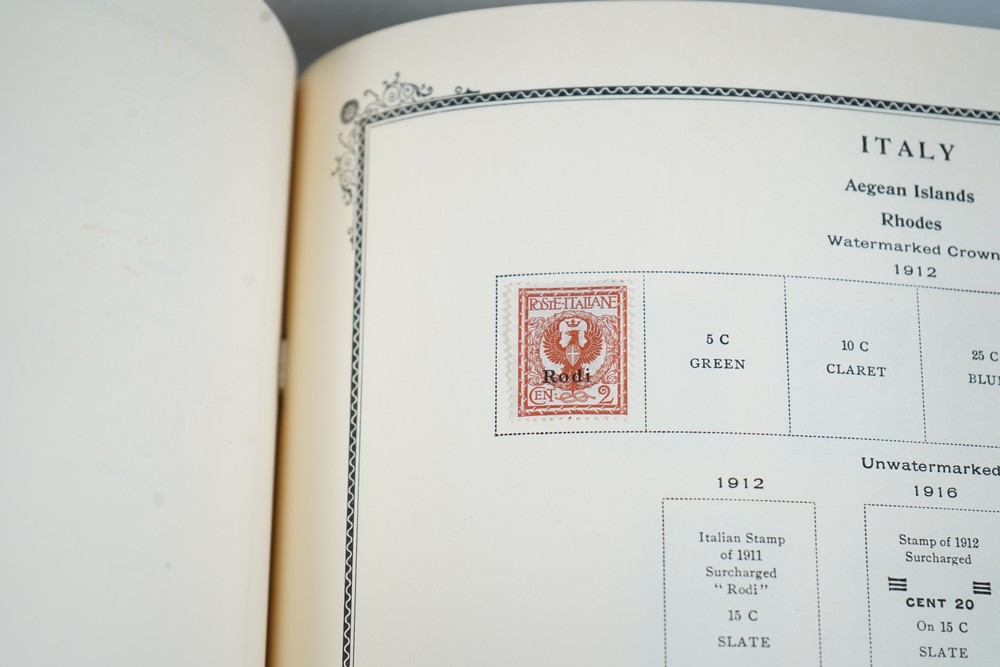 ITALY
Aegean Islands
Rhodes
Watermarked Crown
1912
POSTE·ITALIANE
Rodi
CEN· 2
5 C
GREEN
10 C
CLARET
25 C
1912
Italian Stamp
of 1911
Surcharged
" Rodi"
15 C
SLATE
Unwatermarked
1916
Stamp of 1912
Surcharged
CENT 20
On 15 C
SLATE